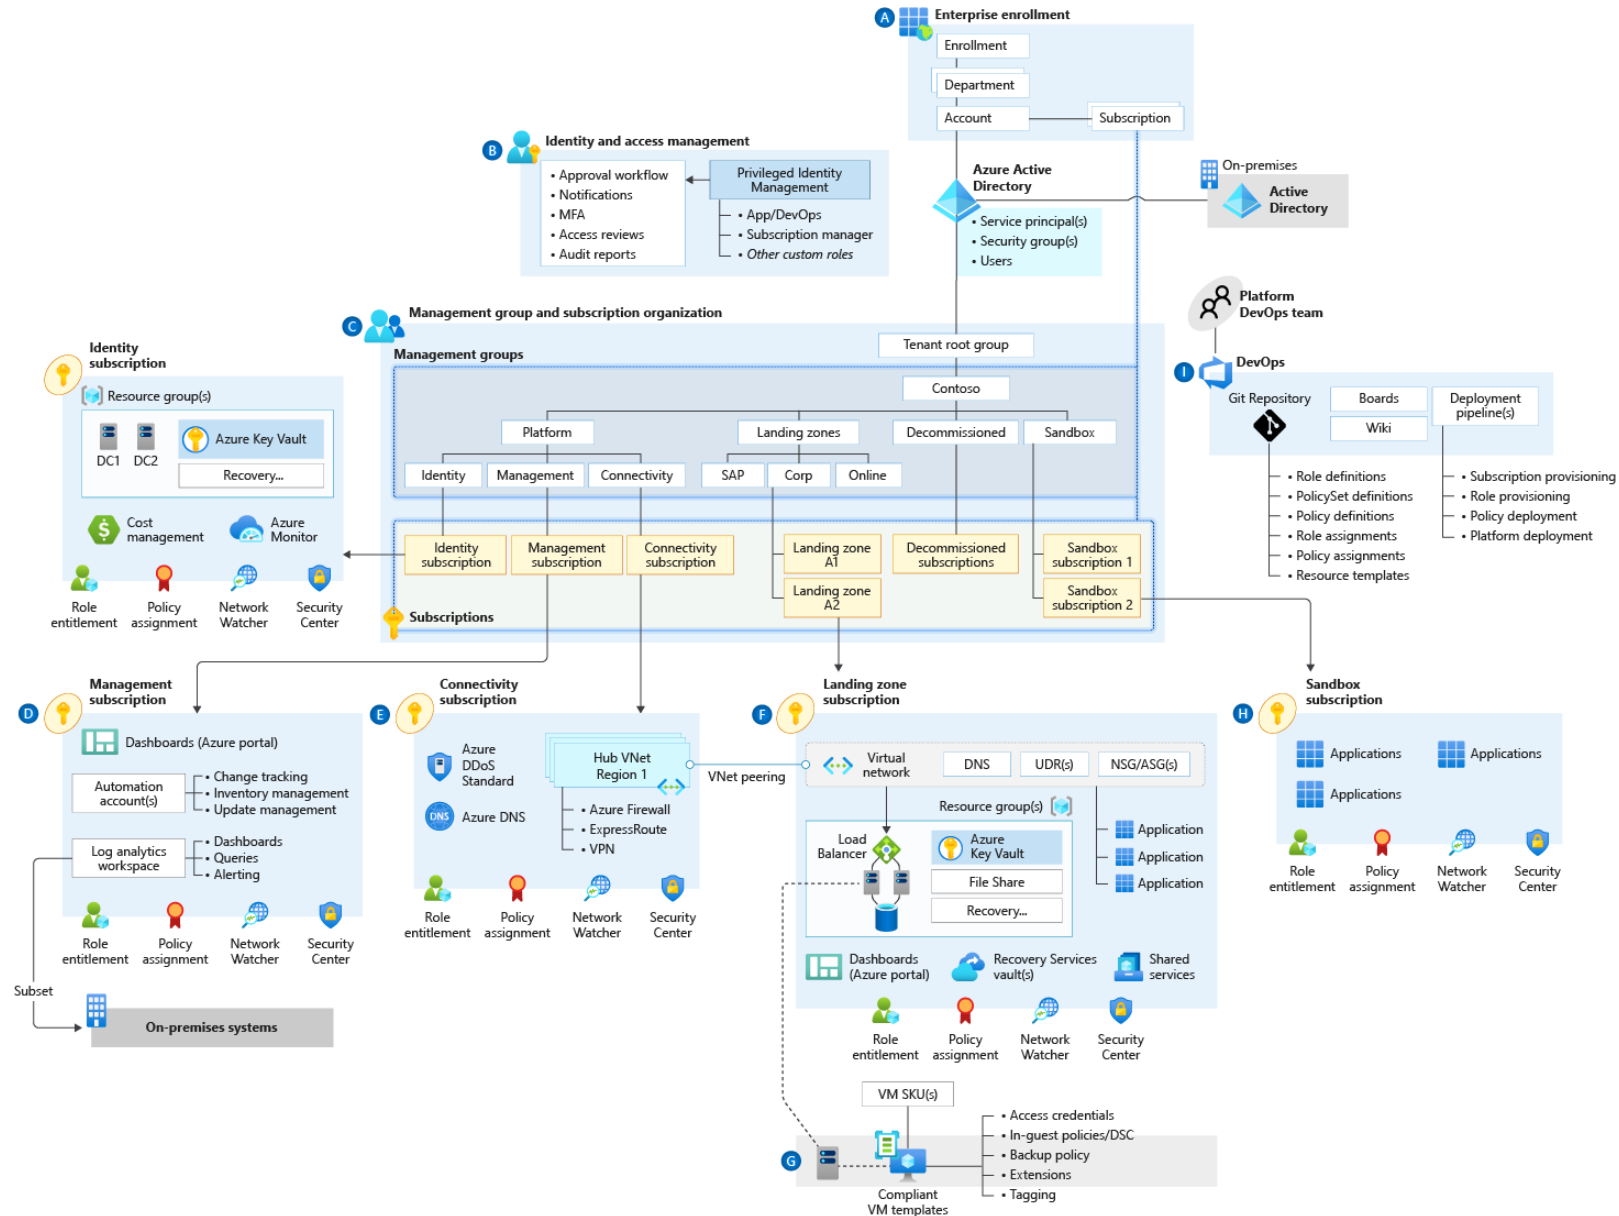 A
Enterprise enrollment
Enrollment
Department
Account
Subscription
B
Identity and access management
• Approval workflow
• Notifications
• MFA
• Access reviews
• Audit reports
Privileged Identity
Management
• App/DevOps
• Subscription manager
• Other custom roles
Azure Active
Directory
• Service principal(s)
• Security group(s)
• Users
On-premises
Active
Directory
Platform
DevOps team
I
DevOps
Git Repository
Boards
Wiki
Deployment
pipeline(s)
• Role definitions
• PolicySet definitions
• Policy definitions
• Role assignments
• Policy assignments
• Resource templates
• Subscription provisioning
• Role provisioning
• Policy deployment
• Platform deployment
C
Management group and subscription organization
Management groups
Tenant root group
Contoso
Platform
Landing zones
Decommissioned
Sandbox
Identity
Management
Connectivity
SAP
Corp
Online
Identity
subscription
Management
subscription
Connectivity
subscription
Landing zone
A1
Landing zone
A2
Decommissioned
subscriptions
Sandbox
subscription 1
Sandbox
subscription 2
Subscriptions
Identity
subscription
Resource group(s)
DC1
DC2
Azure Key Vault
Recovery...
Cost
management
Azure
Monitor
Role
entitlement
Policy
assignment
Network
Watcher
Security
Center
D
Management
subscription
Dashboards (Azure portal)
Automation
account(s)
• Change tracking
• Inventory management
• Update management
Log analytics
workspace
• Dashboards
• Queries
• Alerting
Role
entitlement
Policy
assignment
Network
Watcher
Security
Center
Subset
On-premises systems
E
Connectivity
subscription
Azure
DDoS
Standard
DNS
Azure DNS
Hub VNet
Region 1
• Azure Firewall
• ExpressRoute
• VPN
Role
entitlement
Policy
assignment
Network
Watcher
Security
Center
VNet peering
F
Landing zone
subscription
Virtual
network
DNS
UDR(s)
NSG/ASG(s)
Resource group(s)
Load
Balancer
Azure
Key Vault
File Share
Recovery...
Application
Application
Application
Dashboards
(Azure portal)
Recovery Services
vault(s)
Shared
services
Role
entitlement
Policy
assignment
Network
Watcher
Security
Center
H
Sandbox
subscription
Applications
Applications
Applications
Role
entitlement
Policy
assignment
Network
Watcher
Security
Center
G
VM SKU(s)
Compliant
VM templates
• Access credentials
• In-guest policies/DSC
• Backup policy
• Extensions
• Tagging